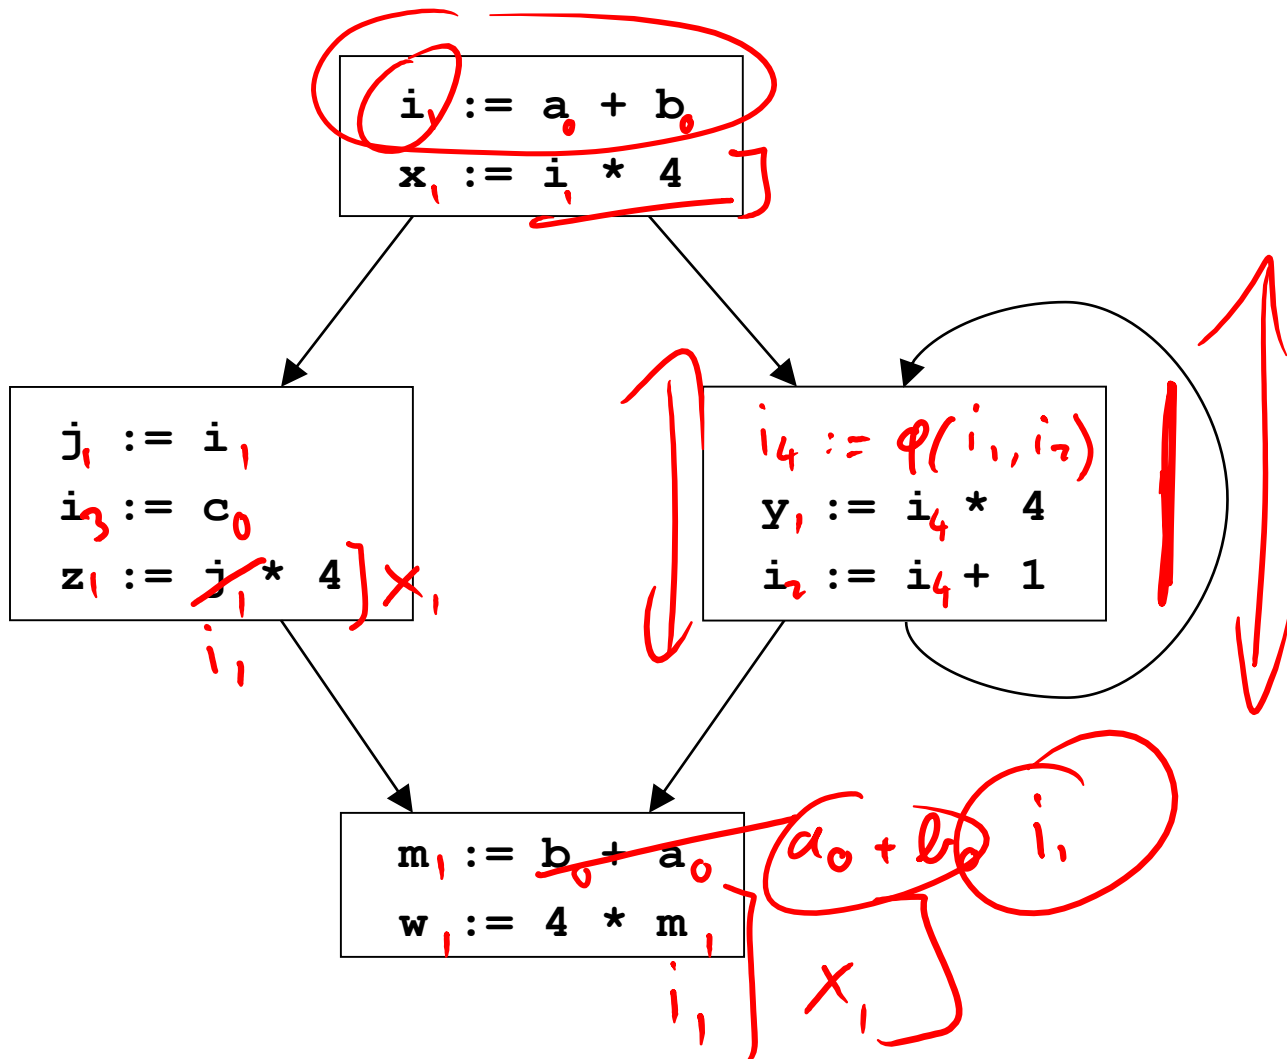 i₁ := a₀ + b₀
x₁ := i₁ * 4
j₁ := i₁
i₃ := c₀
z₁ := j₁ * 4 x₁
i₁
i₄ := φ(i₁, i₂)
y₁ := i₄ * 4
i₂ := i₄ + 1
m₁ := b₀ + a₀ a₀ + b₀ i₁
w₁ := 4 * m₁ x₁
i₁